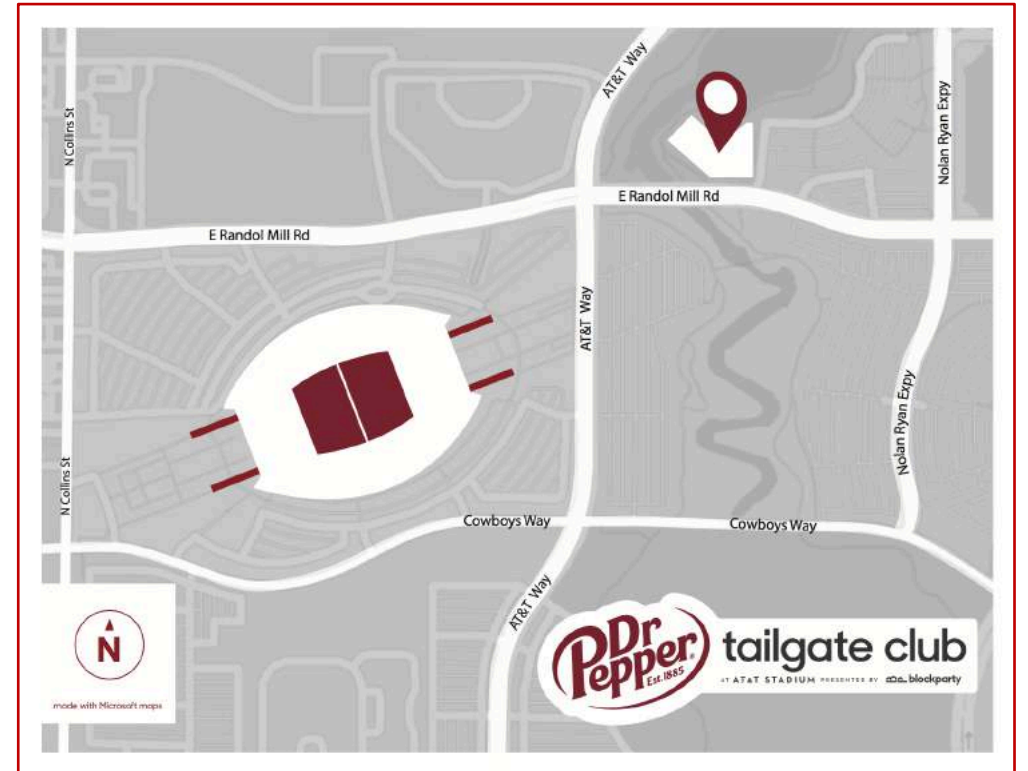 AT&T Way
N Collins St
Nolan Ryan Expy
E Randol Mill Rd
E Randol Mill Rd
AT&T Way
Nolan Ryan Expy
N Collins St
Cowboys Way
Cowboys Way
AT&T Way
N
made with Microsoft maps
Dr
Pepper
Est.1885
tailgate club
AT AT&T STADIUM PRESENTED BY blockparty